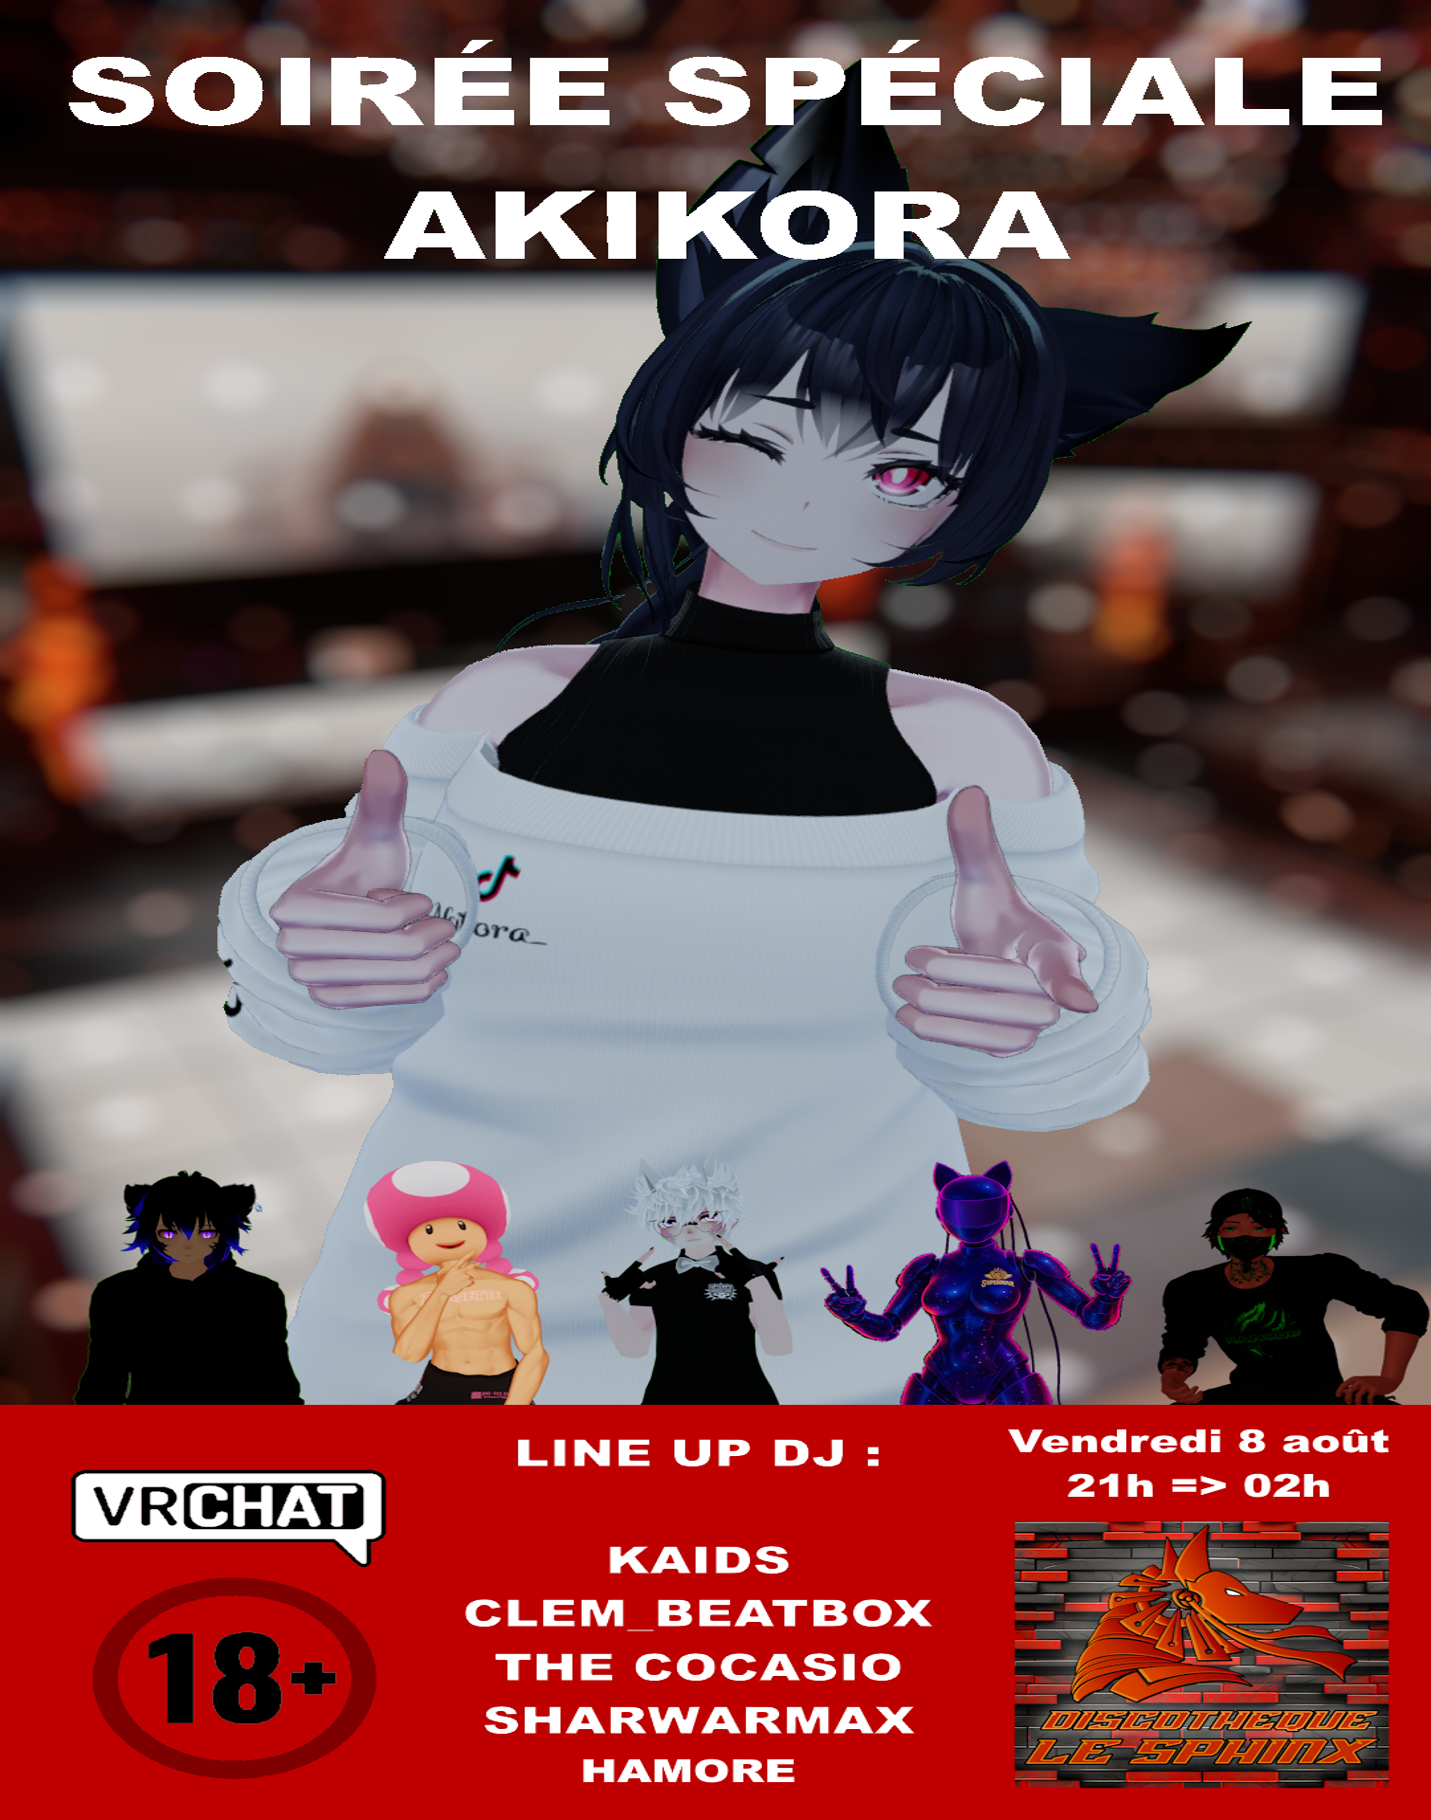 SOIRÉE SPÉCIALE
AKIKORA
ora_
LINE UP DJ :
KAIDS
CLEM_BEATBOX
THE COCASIO
SHARWARMAX
HAMORE
VRCHAT
18+
Vendredi 8 août
21h => 02h
DISCOTHEQUE
LE SPHINX